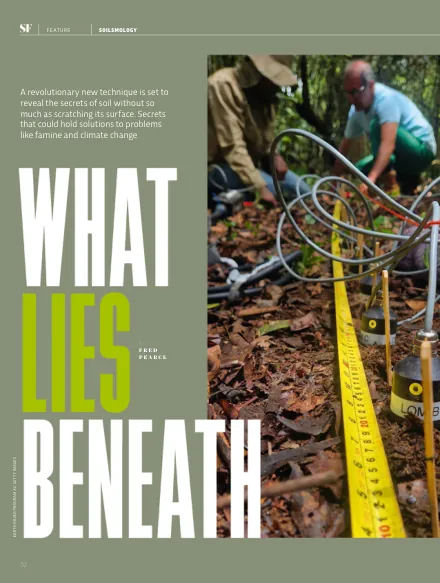 SF FEATURE SOILSMOLOGY
A revolutionary new technique is set to
reveal the secrets of soil without so
much as scratching its surface. Secrets
that could hold solutions to problems
like famine and climate change
WHAT
LIES
FRED
PEARCE
BENEATH
LOMB
10